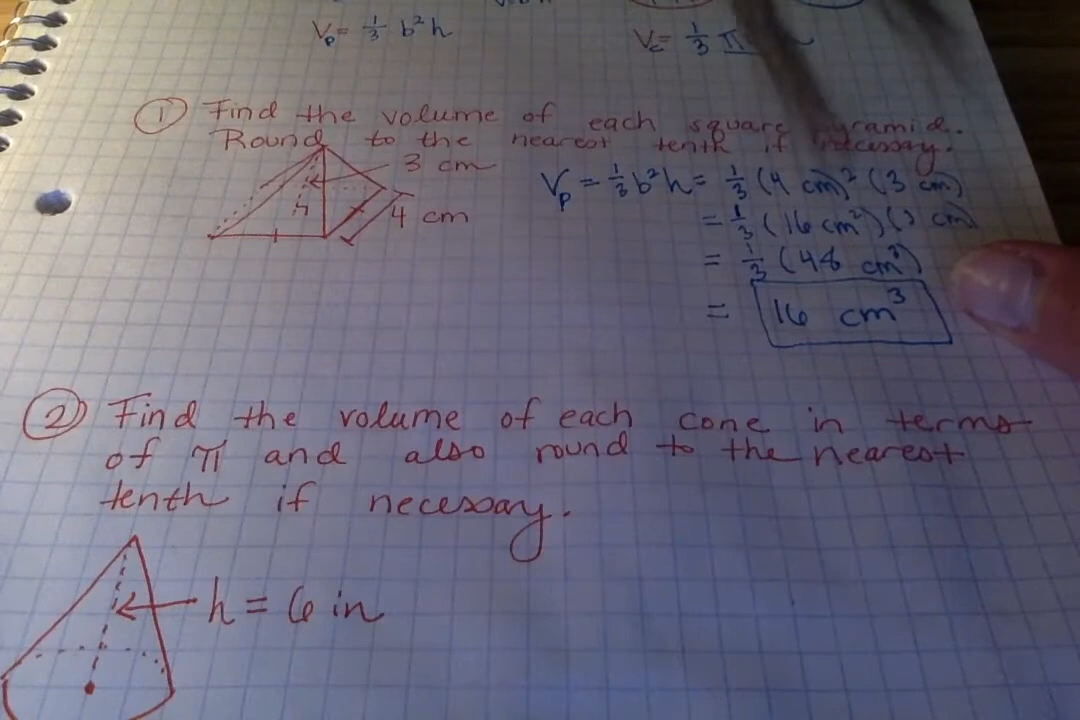 Vp = 1/3 b²h
Vc = 1/3 π
① Find the volume of each square pyramid.
Round to the nearest tenth if necessary.
3 cm
h
4 cm
Vp = 1/3 b²h = 1/3 (4 cm)² (3 cm)
= 1/3 (16 cm²)(3 cm)
= 1/3 (48 cm³)
= 16 cm³
② Find the volume of each cone in terms
of π and also round to the nearest
tenth if necessary.
h = 6 in